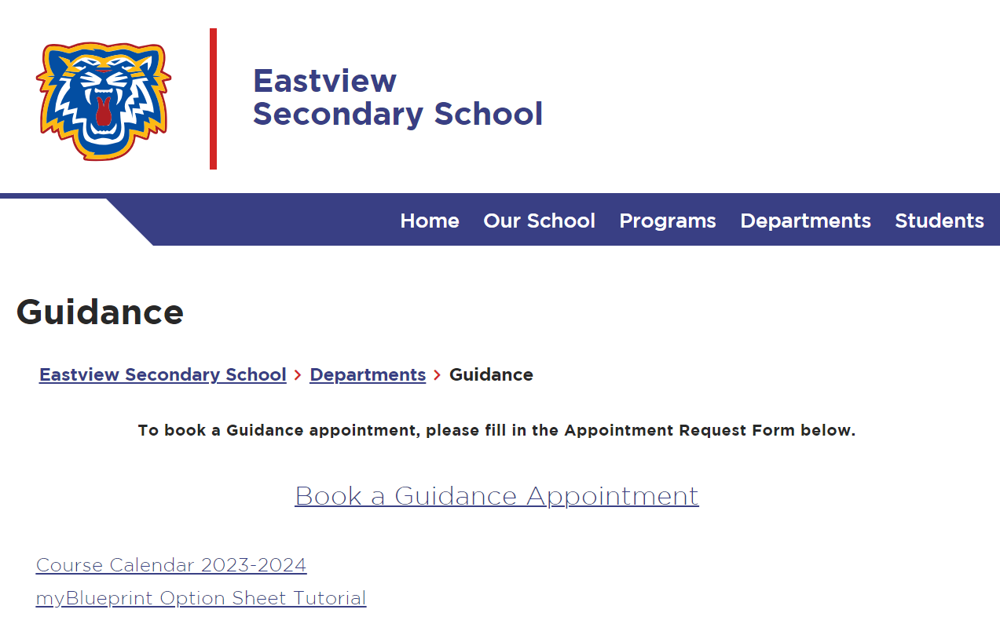 Eastview
Secondary School
Home Our School Programs Departments Students
Guidance
Eastview Secondary School > Departments > Guidance
To book a Guidance appointment, please fill in the Appointment Request Form below.
Book a Guidance Appointment
Course Calendar 2023-2024
myBlueprint Option Sheet Tutorial